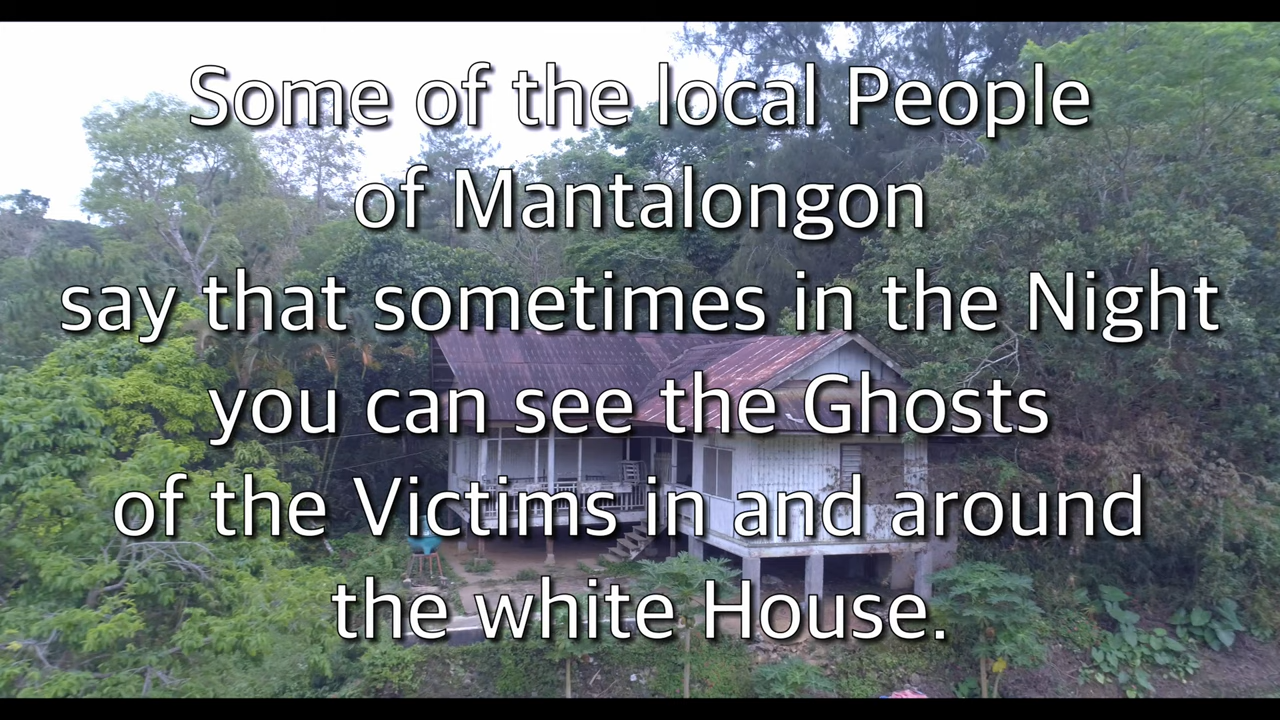 Some of the local People
of Mantalongon
say that sometimes in the Night
you can see the Ghosts
of the Victims in and around
the white House.